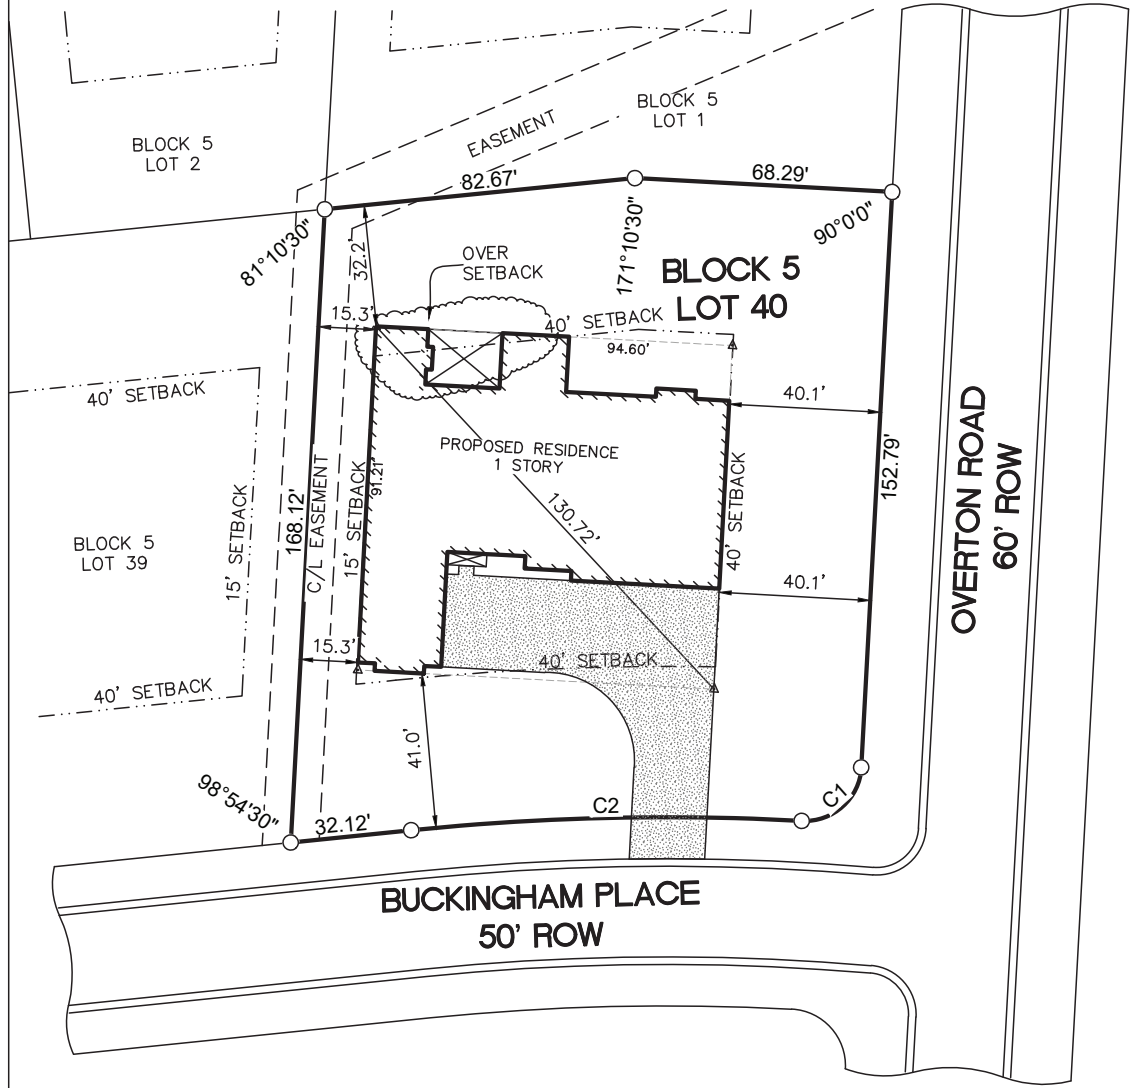 BLOCK 5
LOT 2
EASEMENT
BLOCK 5
LOT 1
82.67'
68.29'
81°10'30"
32.2'
OVER
SETBACK
171°10'30"
90°0'0"
BLOCK 5
LOT 40
15.3'
40' SETBACK
94.60'
40' SETBACK
40.1'
PROPOSED RESIDENCE
1 STORY
152.79'
OVERTON ROAD
60' ROW
15' SETBACK
91.21'
168.12'
C/L EASEMENT
130.72'
40' SETBACK
BLOCK 5
LOT 39
15' SETBACK
40.1'
15.3'
40' SETBACK
40' SETBACK
41.0'
98°54'30"
32.12'
C2
C1
BUCKINGHAM PLACE
50' ROW